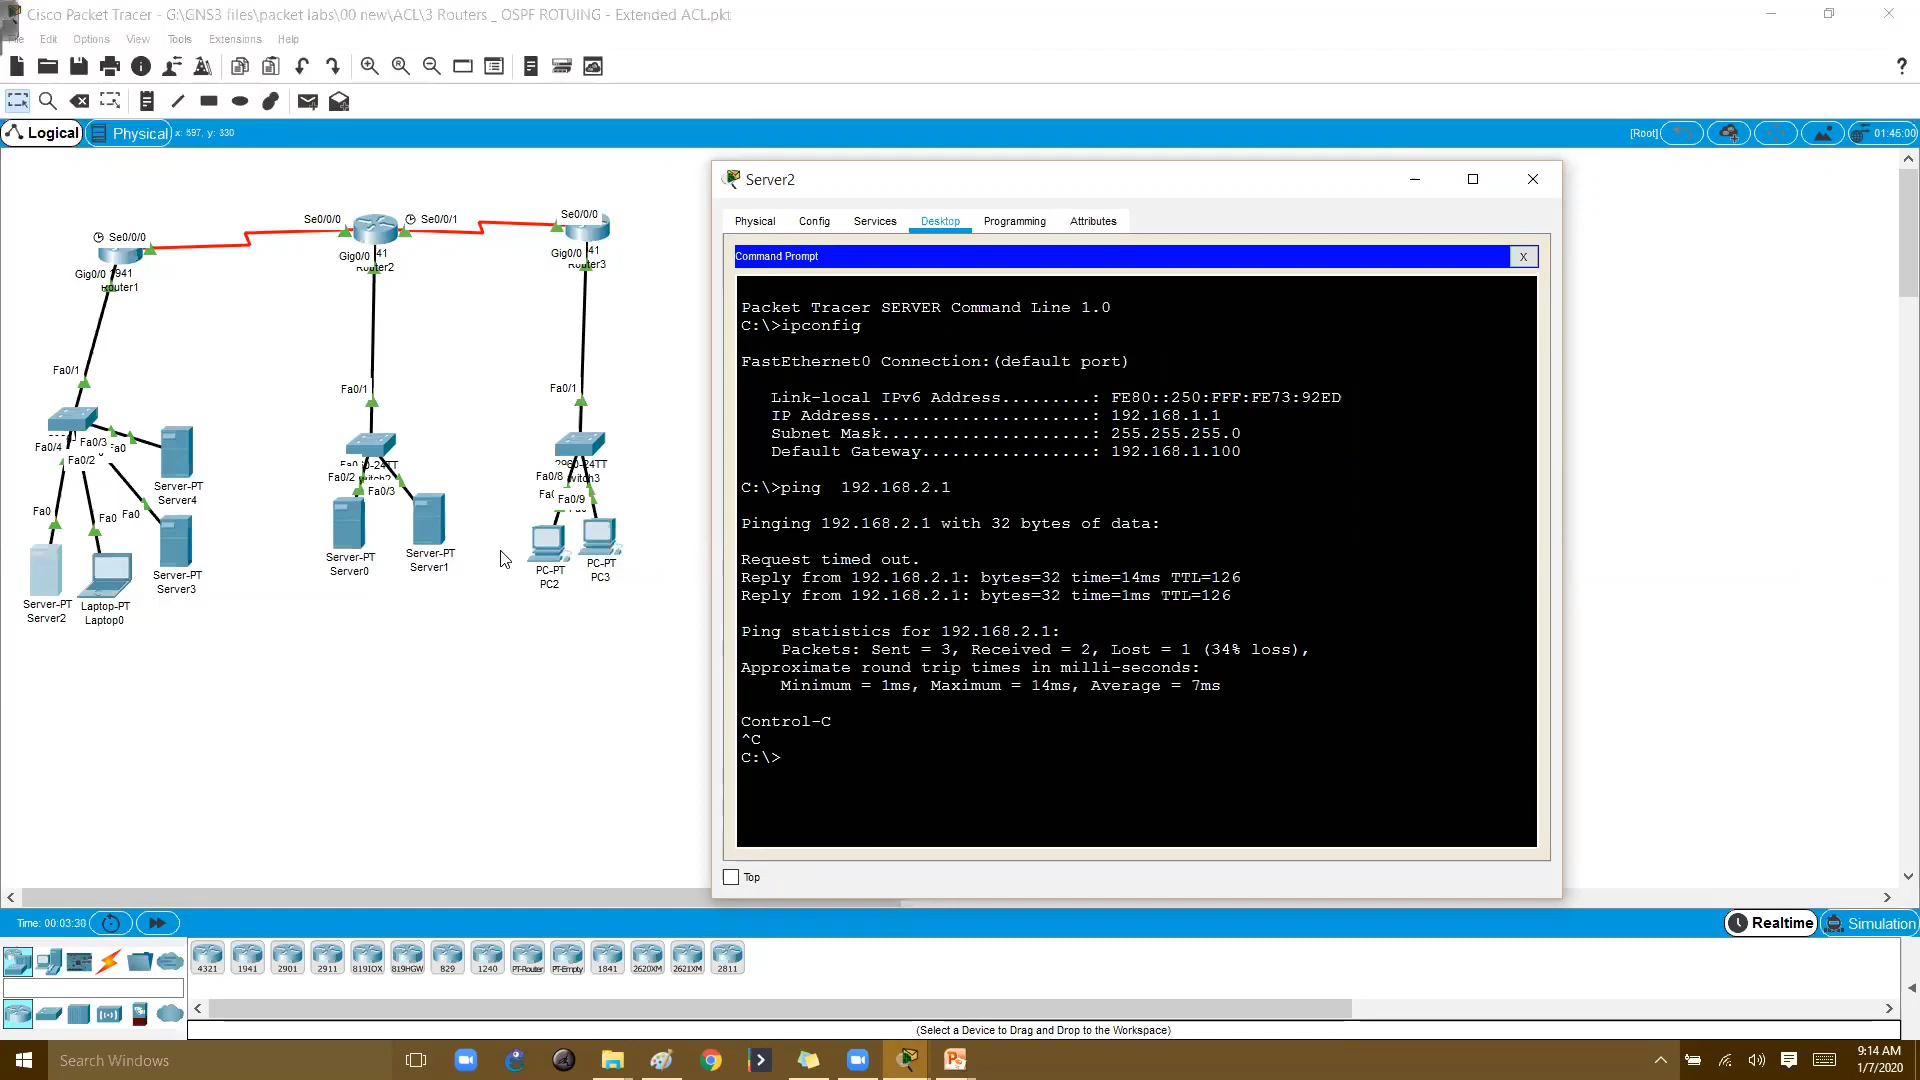 Cisco Packet Tracer - G:\GNS3 files\packet labs\00 new\ACL\3 Routers _ OSPF ROTUING - Extended ACL.pkt
Edit Options View Tools Extensions Help
Logical Physical x: 597, y: 330 [Root] 01:45:00
Server2
Physical Config Services Desktop Programming Attributes
Command Prompt X
Packet Tracer SERVER Command Line 1.0
C:\>ipconfig
FastEthernet0 Connection:(default port)
Link-local IPv6 Address.........: FE80::250:FFF:FE73:92ED
IP Address......................: 192.168.1.1
Subnet Mask.....................: 255.255.255.0
Default Gateway.................: 192.168.1.100
C:\>ping  192.168.2.1
Pinging 192.168.2.1 with 32 bytes of data:
Request timed out.
Reply from 192.168.2.1: bytes=32 time=14ms TTL=126
Reply from 192.168.2.1: bytes=32 time=1ms TTL=126
Ping statistics for 192.168.2.1:
Packets: Sent = 3, Received = 2, Lost = 1 (34% loss),
Approximate round trip times in milli-seconds:
Minimum = 1ms, Maximum = 14ms, Average = 7ms
Control-C
^C
C:\>
Top
Se0/0/0
Gig0/0 1941
Router1
Se0/0/0 Se0/0/1
Gig0/0 41
Router2
Se0/0/0
Gig0/0 41
Router3
Fa0/1
Fa0/4 Fa0/3 Fa0
Fa0/2
Server-PT
Server4
Fa0 Fa0 Fa0
Server-PT
Server3
Server-PT
Server2
Laptop-PT
Laptop0
Fa0/1
Fa0/2
Fa0/3
Server-PT
Server0
Server-PT
Server1
Fa0/1
2960-24TT
Fa0/8
Fa0/9
PC-PT
PC2
PC-PT
PC3
Time: 00:03:38 Realtime Simulation
4321 1941 2901 2911 819IOX 819HGW 829 1240 PT-Router PT-Empty 1841 2620XM 2621XM 2811
(Select a Device to Drag and Drop to the Workspace)
Search Windows
9:14 AM
1/7/2020